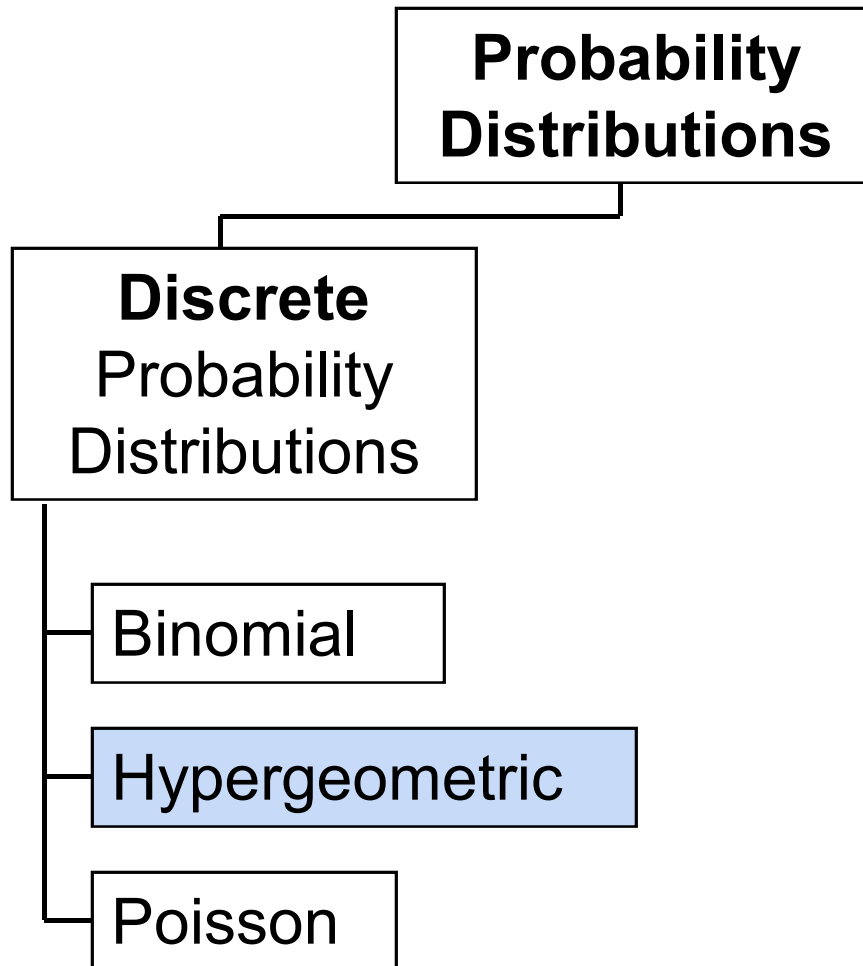 Probability
Distributions
Discrete
Probability
Distributions
Binomial
Hypergeometric
Poisson